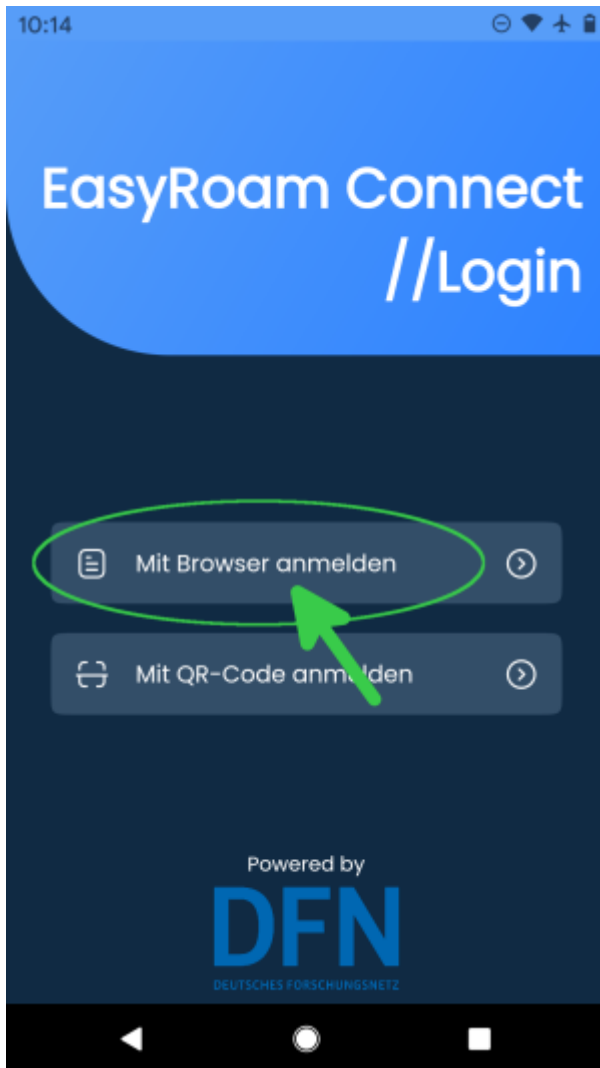 10:14
EasyRoam Connect
//Login
Mit Browser anmelden
Mit QR-Code anmelden
Powered by
DFN
DEUTSCHES FORSCHUNGSNETZ